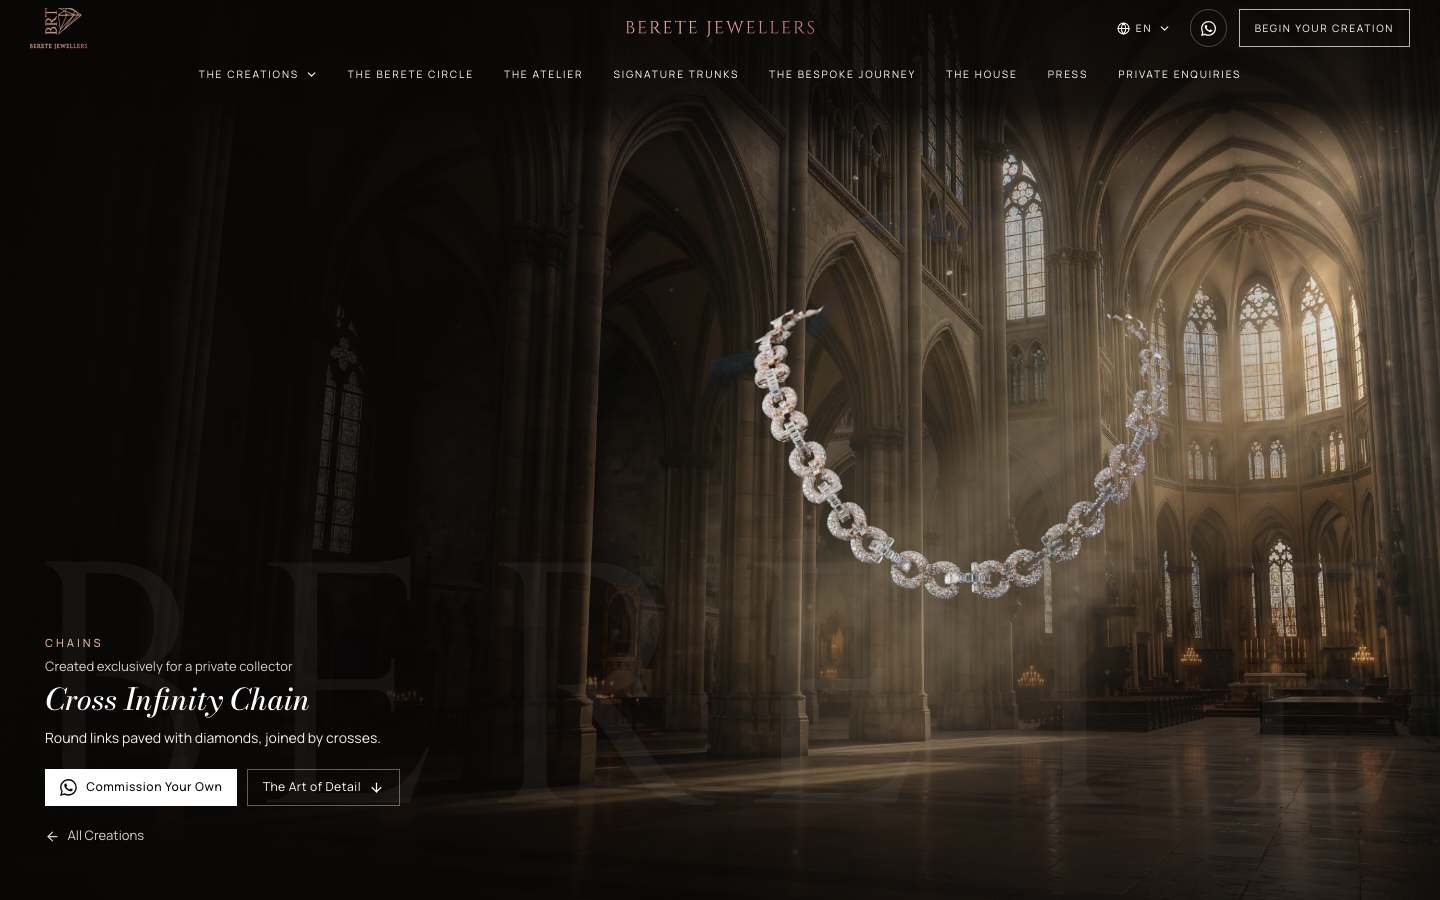 BRT
BERETE JEWELLERS
BERETE JEWELLERS
EN
BEGIN YOUR CREATION
THE CREATIONS
THE BERETE CIRCLE
THE ATELIER
SIGNATURE TRUNKS
THE BESPOKE JOURNEY
THE HOUSE
PRESS
PRIVATE ENQUIRIES
BERETE
CHAINS
Created exclusively for a private collector
Cross Infinity Chain
Round links paved with diamonds, joined by crosses.
Commission Your Own
The Art of Detail
All Creations